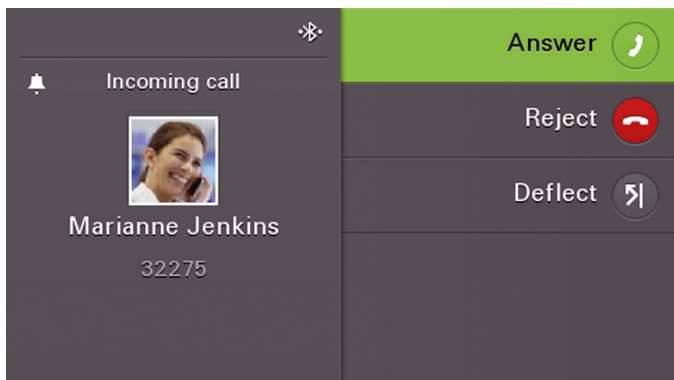 Incoming call
Marianne Jenkins
32275
Answer
Reject
Deflect